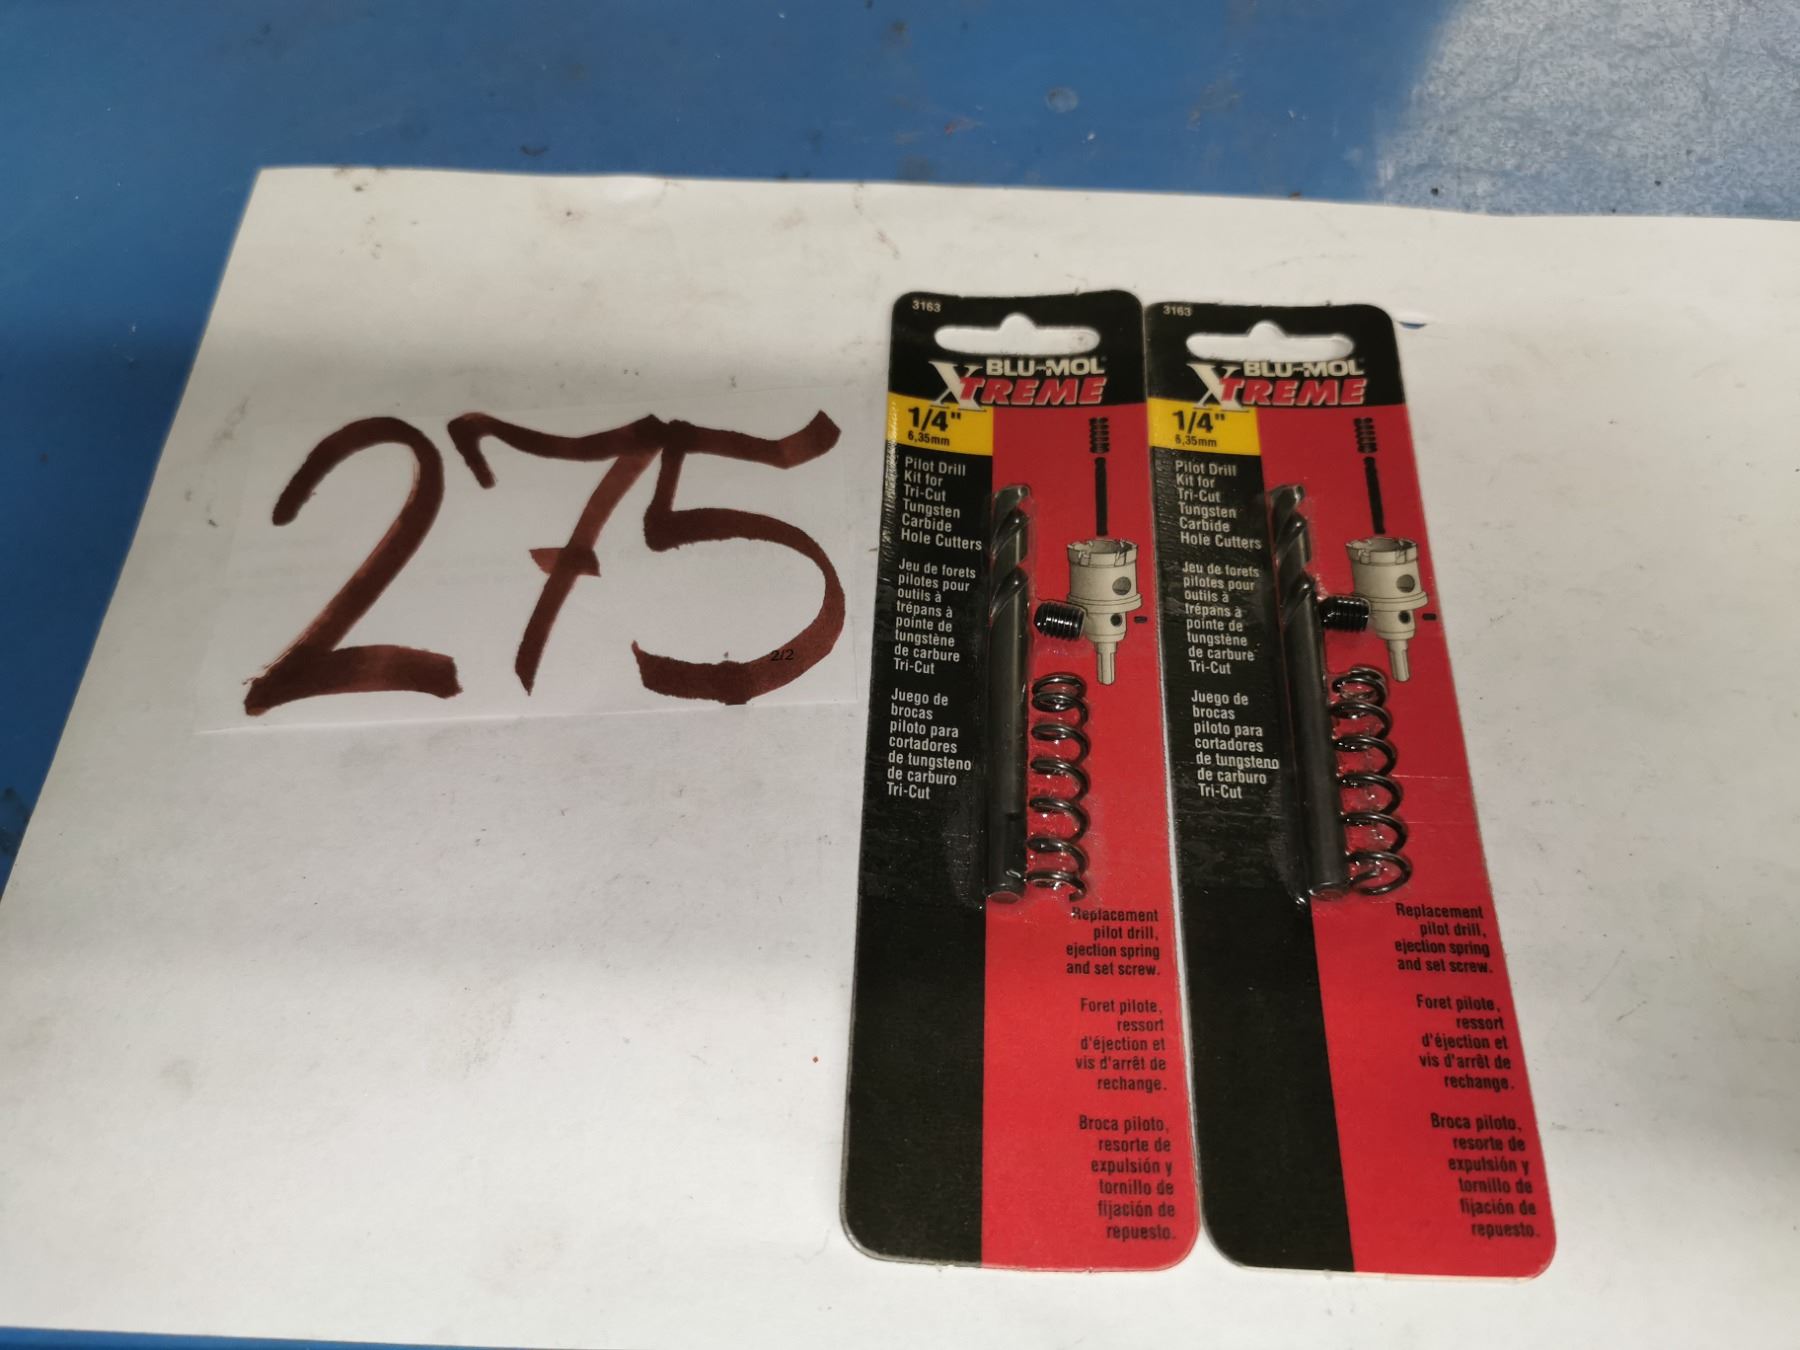 275
2/2
3163
BLU-MOL®
XTREME
1/4"
6,35mm
Pilot Drill
Kit for
Tri-Cut
Tungsten
Carbide
Hole Cutters
Jeu de forets
pilotes pour
outils à
trépans à
pointe de
tungstène
de carbure
Tri-Cut
Juego de
brocas
piloto para
cortadores
de tungsteno
de carburo
Tri-Cut
Replacement
pilot drill,
ejection spring
and set screw.
Foret pilote,
ressort
d'éjection et
vis d'arrêt de
rechange.
Broca piloto,
resorte de
expulsión y
tornillo de
fijación de
repuesto.
3163
BLU-MOL®
XTREME
1/4"
6,35mm
Pilot Drill
Kit for
Tri-Cut
Tungsten
Carbide
Hole Cutters
Jeu de forets
pilotes pour
outils à
trépans à
pointe de
tungstène
de carbure
Tri-Cut
Juego de
brocas
piloto para
cortadores
de tungsteno
de carburo
Tri-Cut
Replacement
pilot drill,
ejection spring
and set screw.
Foret pilote,
ressort
d'éjection et
vis d'arrêt de
rechange.
Broca piloto,
resorte de
expulsión y
tornillo de
fijación de
repuesto.